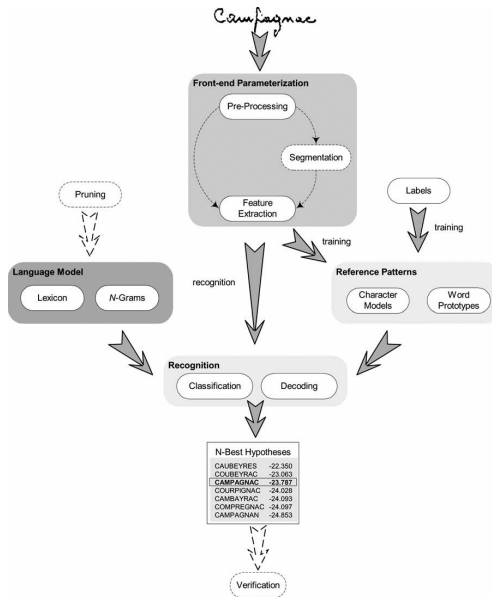 Campagnac
Front-end Parameterization
Pre-Processing
Segmentation
Feature
Extraction
Pruning
Labels
training
training
recognition
Language Model
Lexicon
N-Grams
Reference Patterns
Character
Models
Word
Prototypes
Recognition
Classification
Decoding
N-Best Hypotheses
CAUBEYRES -22.350
COUBEYRAC -23.063
CAMPAGNAC -23.787
COURPIGNAC -24.028
CAMBAYRAC -24.093
COMPREGNAC -24.097
CAMPAGNAN -24.853
Verification